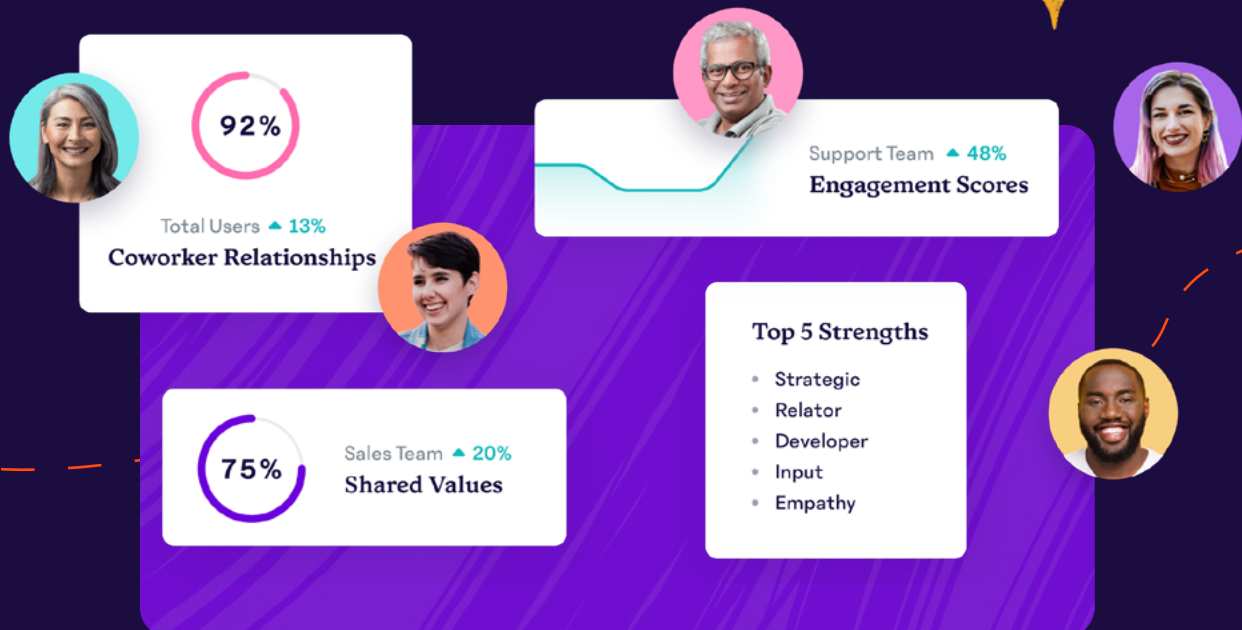 92%
Total Users ▲ 13%
Coworker Relationships
Support Team ▲ 48%
Engagement Scores
Top 5 Strengths
• Strategic
• Relator
• Developer
• Input
• Empathy
75%
Sales Team ▲ 20%
Shared Values